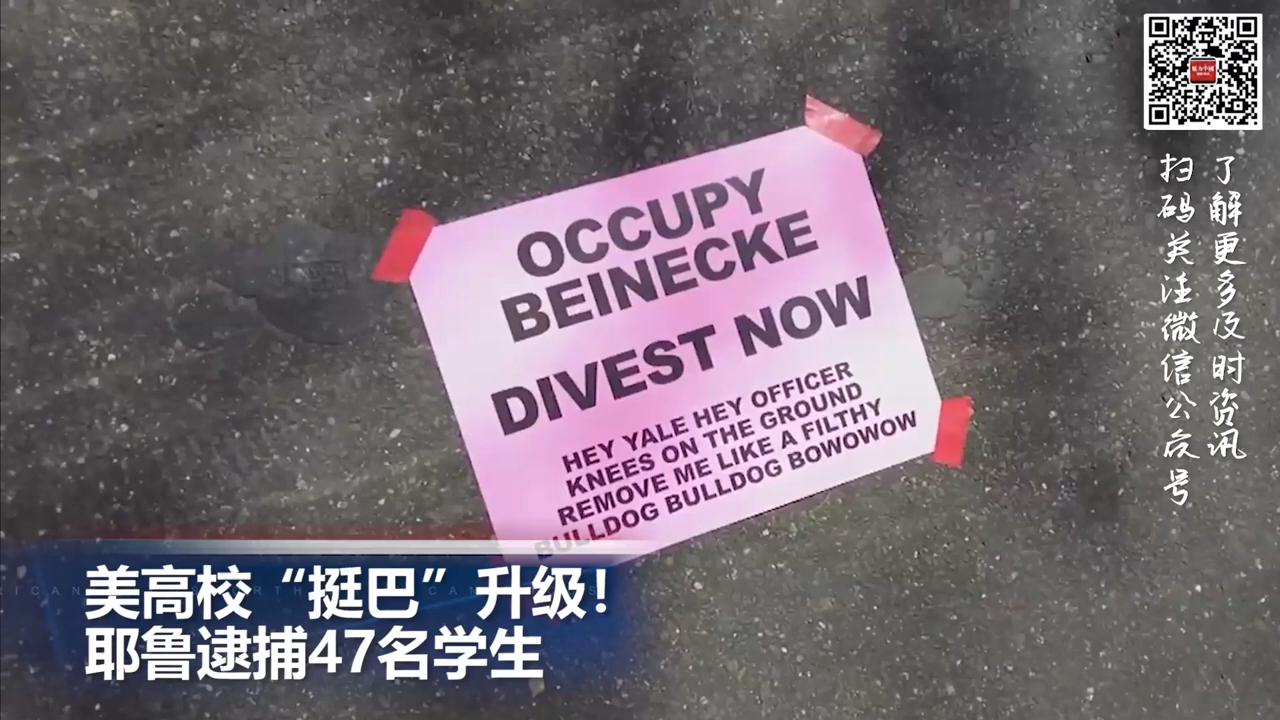 OCCUPY
BEINECKE
DIVEST NOW
HEY YALE HEY OFFICER
KNEES ON THE GROUND
REMOVE ME LIKE A FILTHY
BULLDOG BULLDOG BOWOWOW
了解更多及时资讯
扫码关注微信公众号
美高校“挺巴”升级！
耶鲁逮捕47名学生